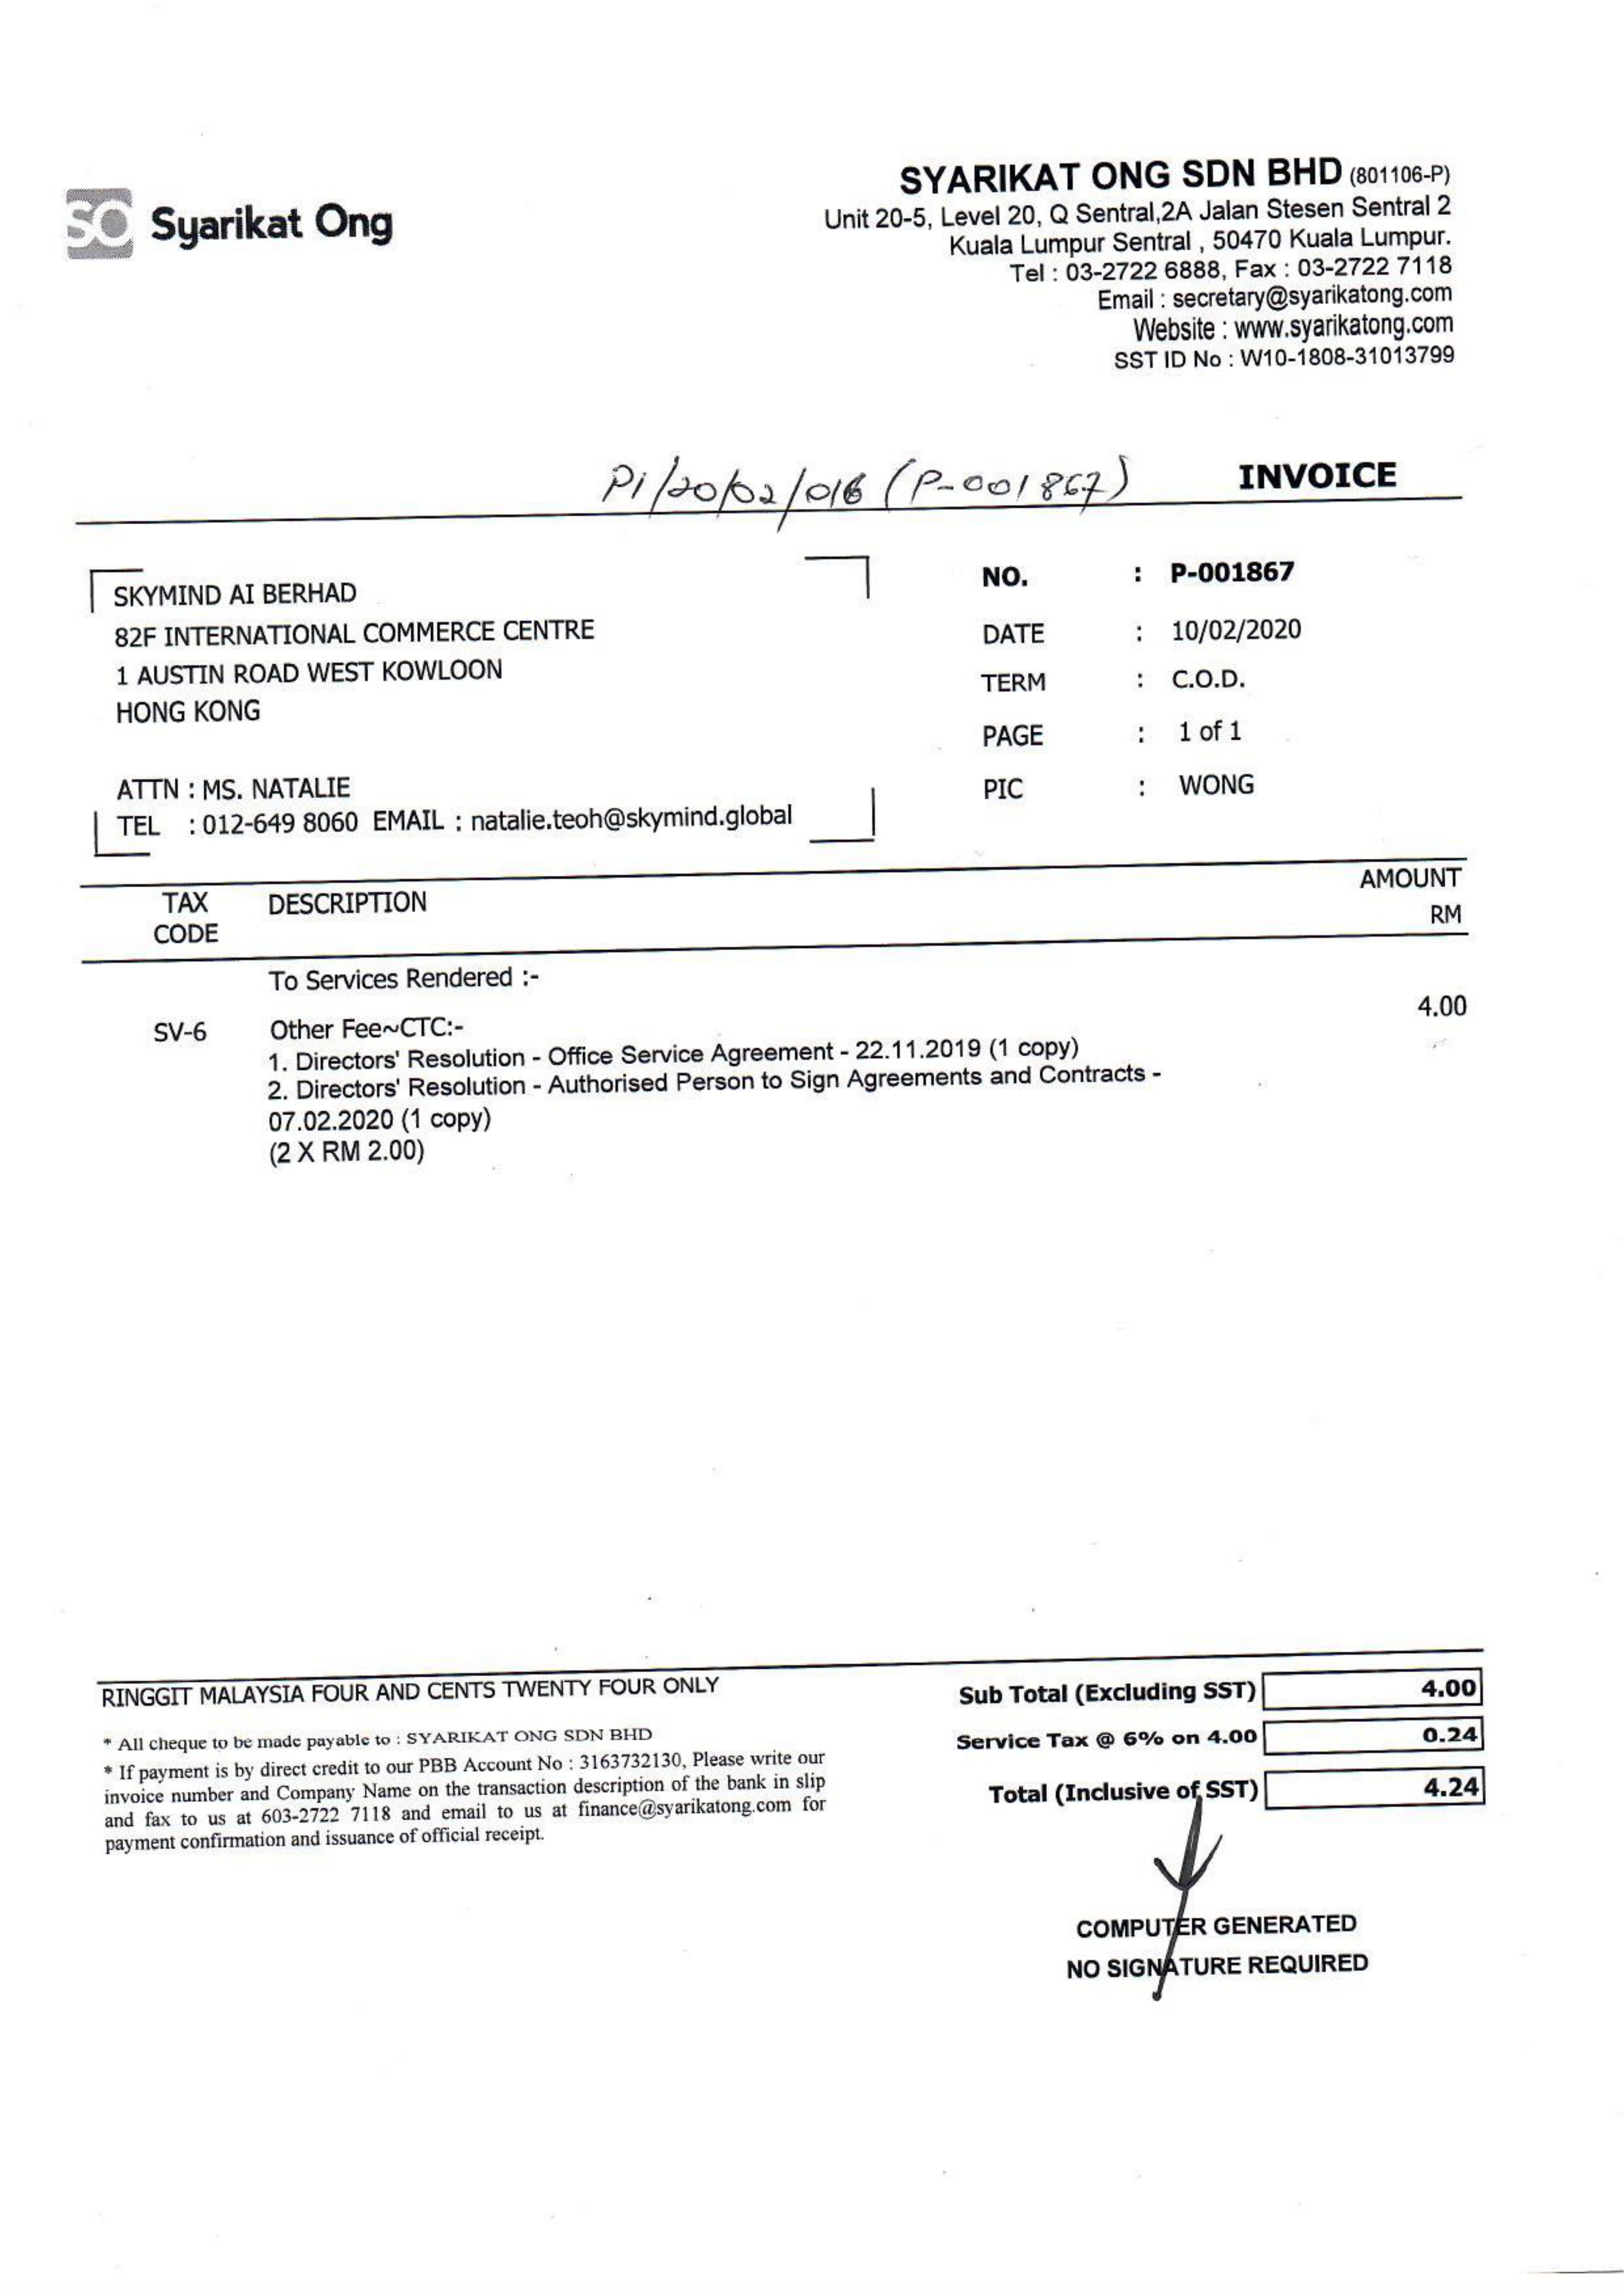 SO Syarikat Ong
SYARIKAT ONG SDN BHD (801106-P)
Unit 20-5, Level 20, Q Sentral,2A Jalan Stesen Sentral 2
Kuala Lumpur Sentral , 50470 Kuala Lumpur.
Tel : 03-2722 6888, Fax : 03-2722 7118
Email : secretary@syarikatong.com
Website : www.syarikatong.com
SST ID No : W10-1808-31013799
Pi/20/02/016 (P-001867)
INVOICE
SKYMIND AI BERHAD
82F INTERNATIONAL COMMERCE CENTRE
1 AUSTIN ROAD WEST KOWLOON
HONG KONG
ATTN : MS. NATALIE
TEL : 012-649 8060 EMAIL : natalie.teoh@skymind.global
NO. : P-001867
DATE : 10/02/2020
TERM : C.O.D.
PAGE : 1 of 1
PIC : WONG
TAX CODE DESCRIPTION AMOUNT RM
To Services Rendered :-
SV-6 Other Fee~CTC:- 4.00
1. Directors' Resolution - Office Service Agreement - 22.11.2019 (1 copy)
2. Directors' Resolution - Authorised Person to Sign Agreements and Contracts -
07.02.2020 (1 copy)
(2 X RM 2.00)
RINGGIT MALAYSIA FOUR AND CENTS TWENTY FOUR ONLY
* All cheque to be made payable to : SYARIKAT ONG SDN BHD
* If payment is by direct credit to our PBB Account No : 3163732130, Please write our
invoice number and Company Name on the transaction description of the bank in slip
and fax to us at 603-2722 7118 and email to us at finance@syarikatong.com for
payment confirmation and issuance of official receipt.
Sub Total (Excluding SST) 4.00
Service Tax @ 6% on 4.00 0.24
Total (Inclusive of SST) 4.24
COMPUTER GENERATED
NO SIGNATURE REQUIRED